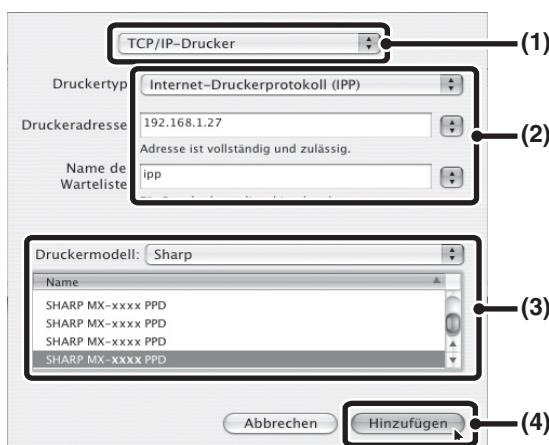 TCP/IP-Drucker
(1)
Druckertyp
Internet-Druckerprotokoll (IPP)
Druckeradresse
192.168.1.27
(2)
Adresse ist vollständig und zulässig.
Name de
Warteliste
ipp
Druckermodell:
Sharp
Name
SHARP MX-xxxx PPD
SHARP MX-xxxx PPD
(3)
SHARP MX-xxxx PPD
SHARP MX-xxxx PPD
Abbrechen
Hinzufügen
(4)